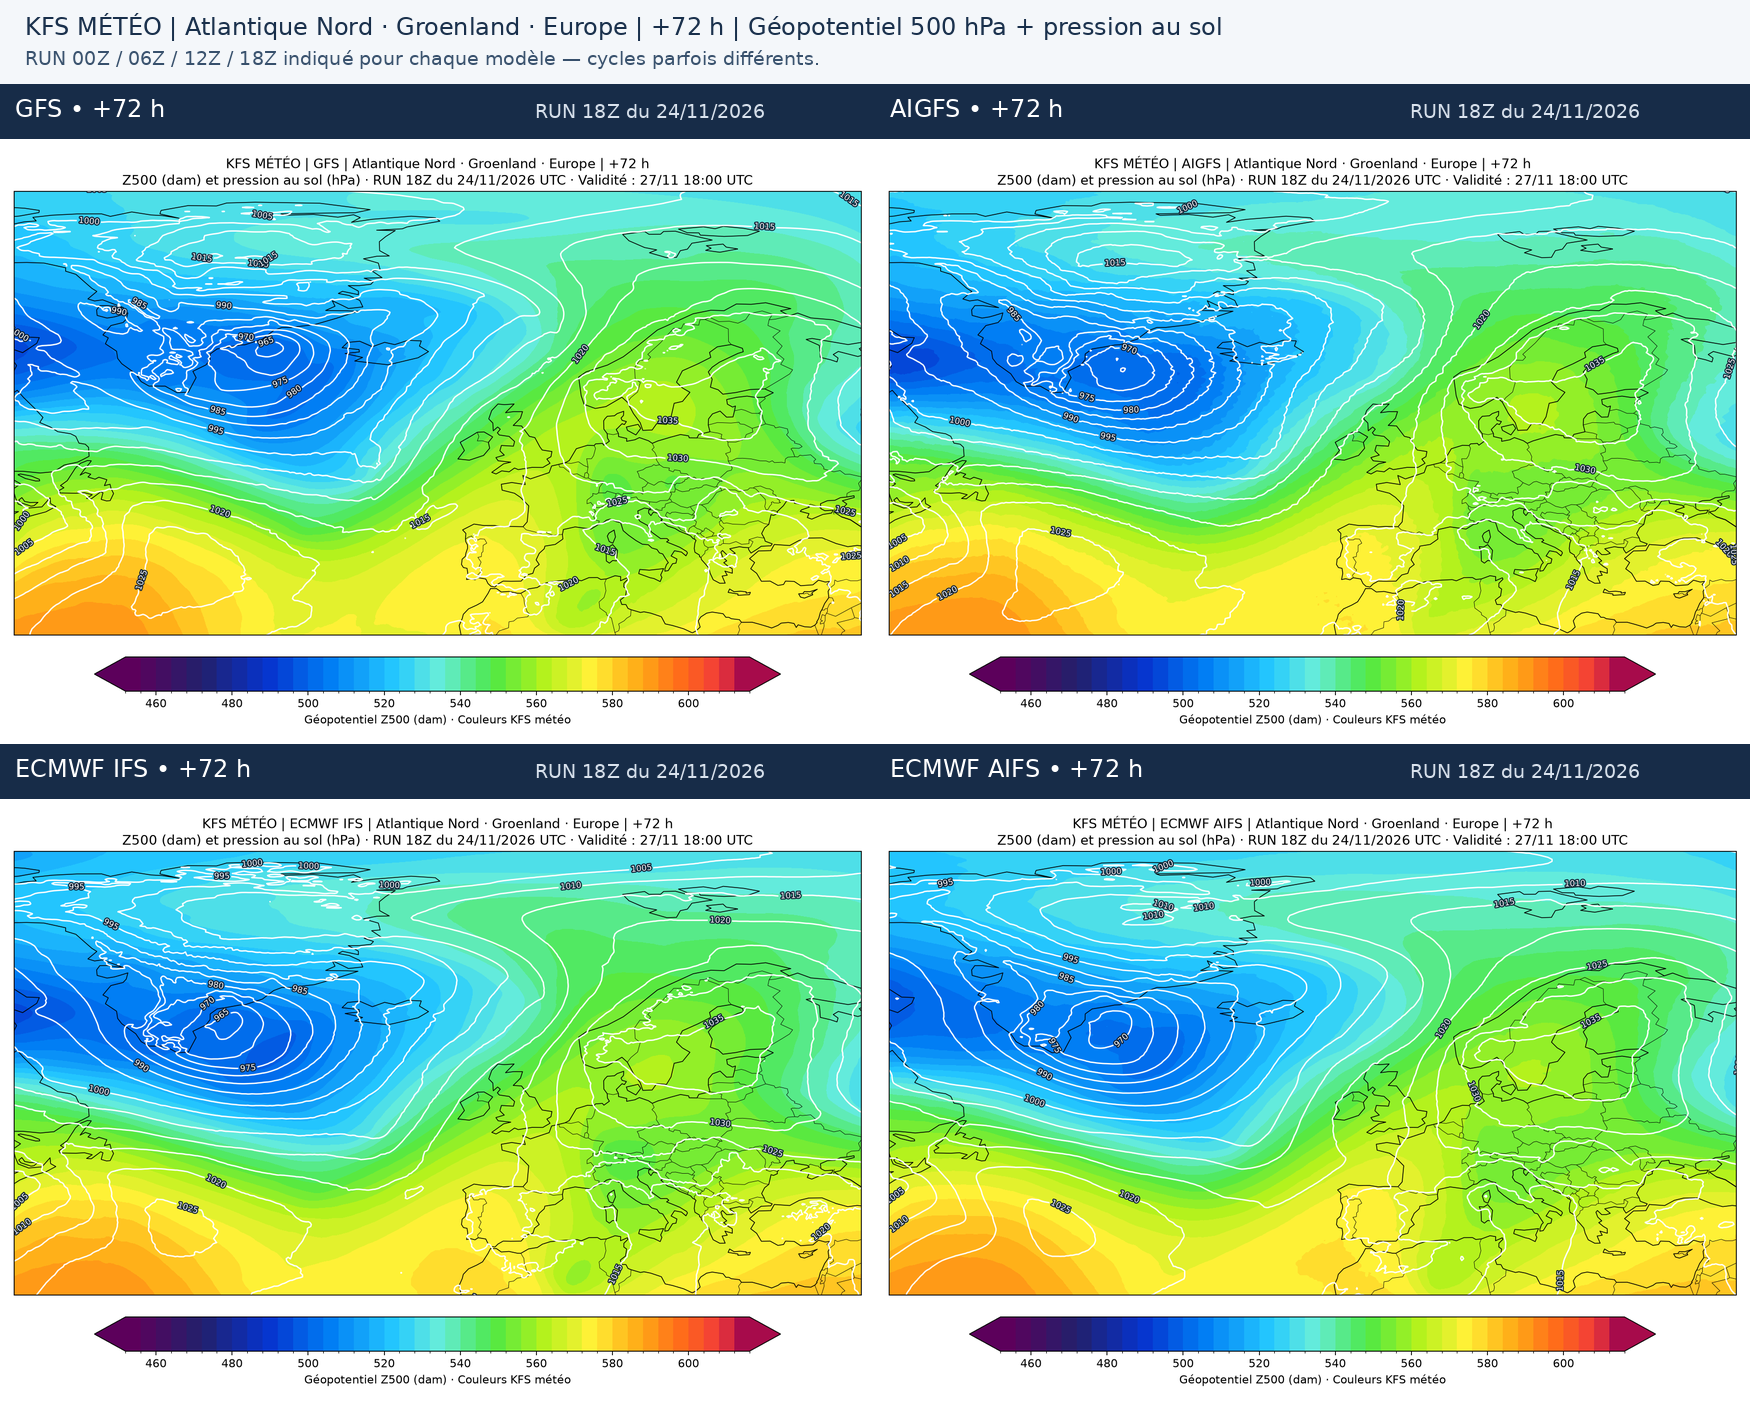 KFS MÉTÉO | Atlantique Nord · Groenland · Europe | +72 h | Géopotentiel 500 hPa + pression au sol
RUN 00Z / 06Z / 12Z / 18Z indiqué pour chaque modèle — cycles parfois différents.
GFS • +72 h
RUN 18Z du 24/11/2026
AIGFS • +72 h
RUN 18Z du 24/11/2026
KFS MÉTÉO | GFS | Atlantique Nord · Groenland · Europe | +72 h
Z500 (dam) et pression au sol (hPa) · RUN 18Z du 24/11/2026 UTC · Validité : 27/11 18:00 UTC
KFS MÉTÉO | AIGFS | Atlantique Nord · Groenland · Europe | +72 h
Z500 (dam) et pression au sol (hPa) · RUN 18Z du 24/11/2026 UTC · Validité : 27/11 18:00 UTC
460 480 500 520 540 560 580 600
Géopotentiel Z500 (dam) · Couleurs KFS météo
460 480 500 520 540 560 580 600
Géopotentiel Z500 (dam) · Couleurs KFS météo
ECMWF IFS • +72 h
RUN 18Z du 24/11/2026
ECMWF AIFS • +72 h
RUN 18Z du 24/11/2026
KFS MÉTÉO | ECMWF IFS | Atlantique Nord · Groenland · Europe | +72 h
Z500 (dam) et pression au sol (hPa) · RUN 18Z du 24/11/2026 UTC · Validité : 27/11 18:00 UTC
KFS MÉTÉO | ECMWF AIFS | Atlantique Nord · Groenland · Europe | +72 h
Z500 (dam) et pression au sol (hPa) · RUN 18Z du 24/11/2026 UTC · Validité : 27/11 18:00 UTC
460 480 500 520 540 560 580 600
Géopotentiel Z500 (dam) · Couleurs KFS météo
460 480 500 520 540 560 580 600
Géopotentiel Z500 (dam) · Couleurs KFS météo